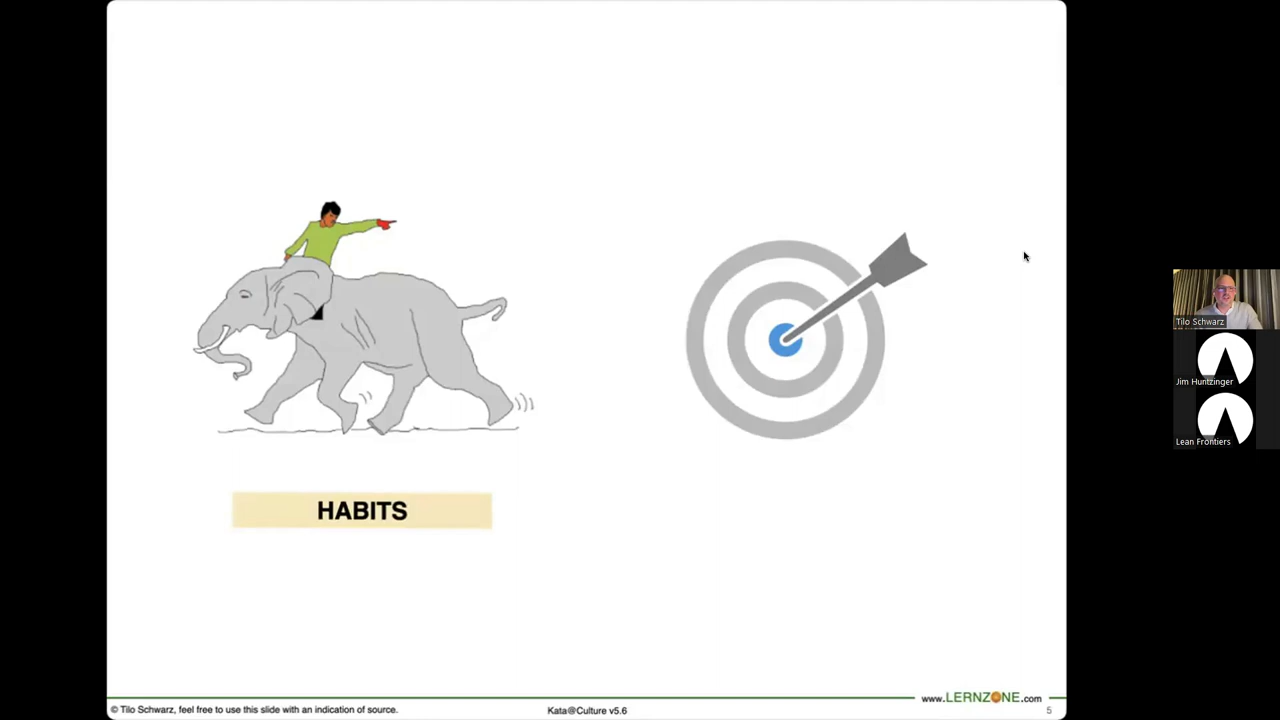 HABITS
Tilo Schwarz
Jim Huntzinger
Lean Frontiers
www.LERNZONE.com
© Tilo Schwarz, feel free to use this slide with an indication of source.
Kata@Culture v5.6
5